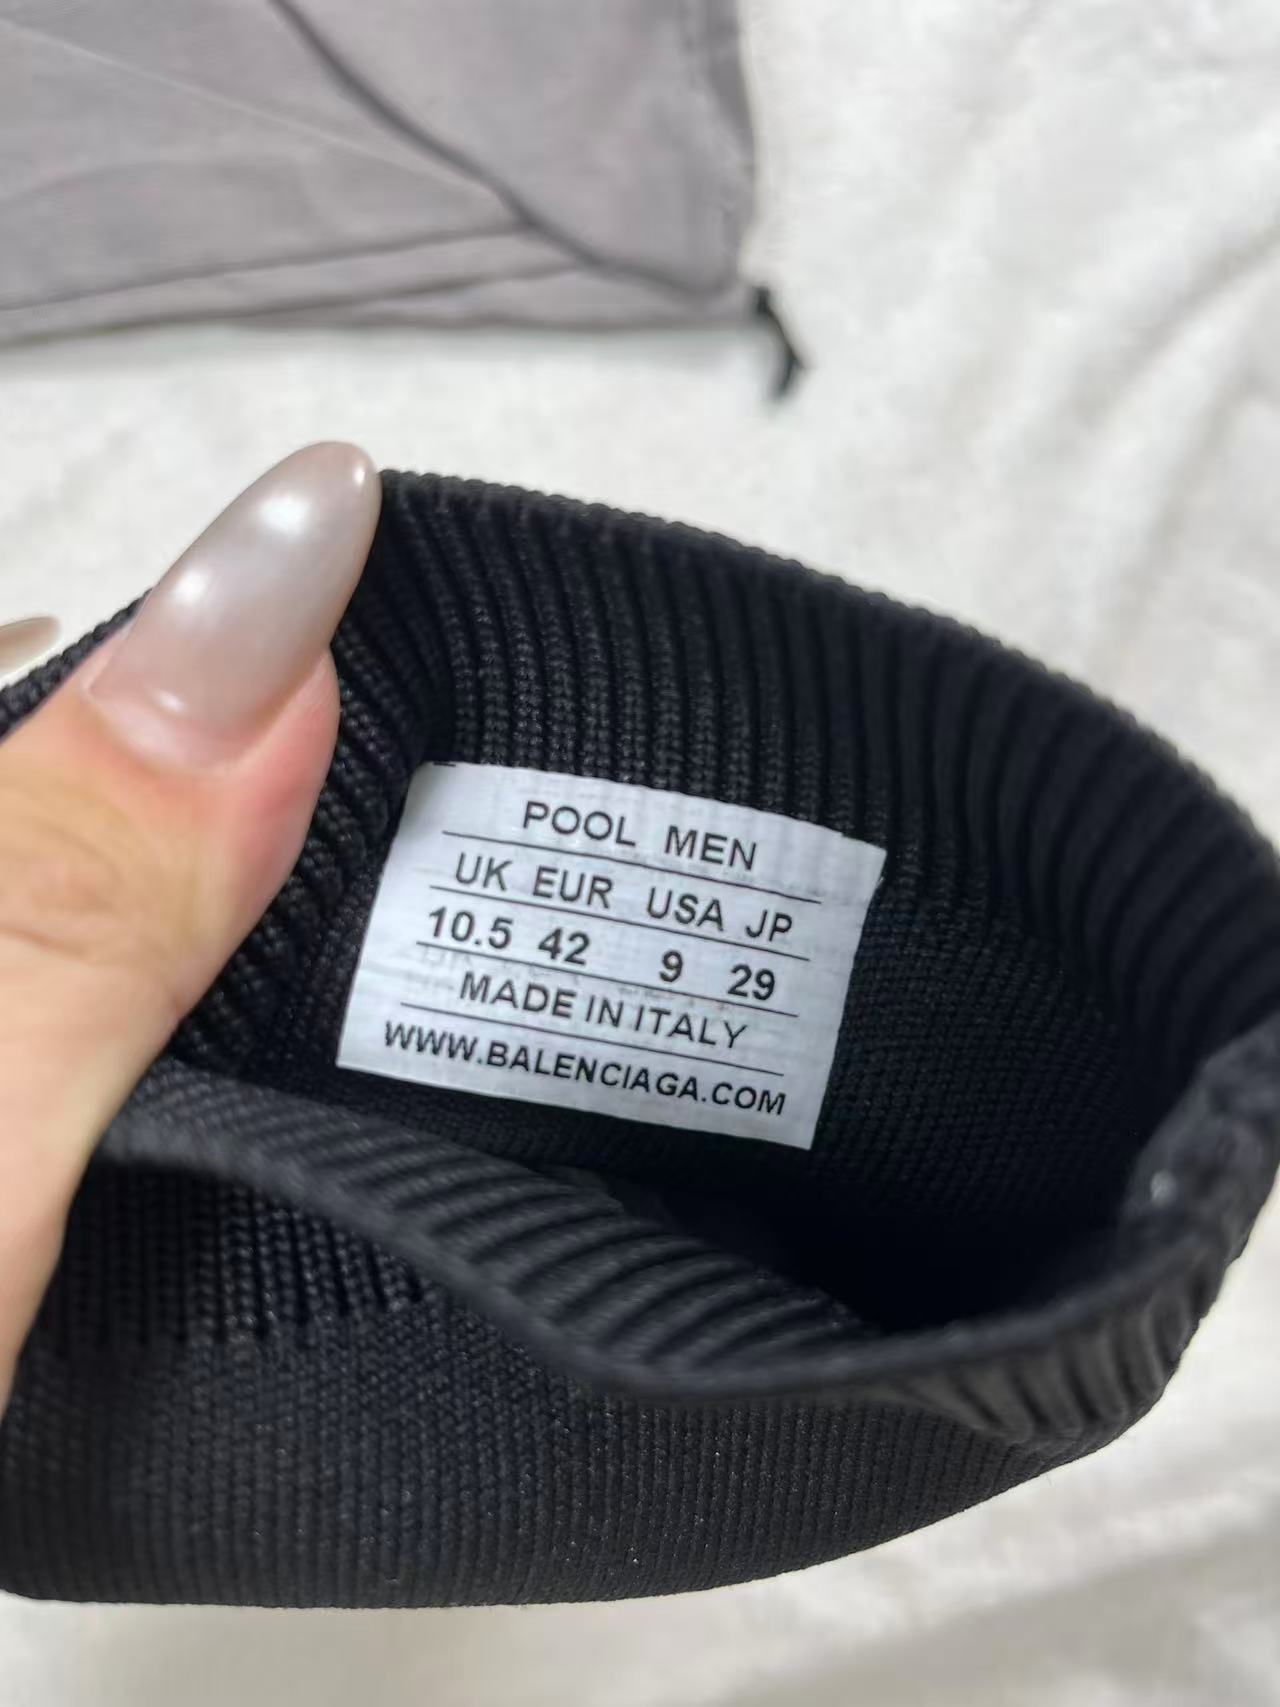 POOL MEN
UK EUR USA JP
10.5 42 9 29
MADE IN ITALY
WWW.BALENCIAGA.COM